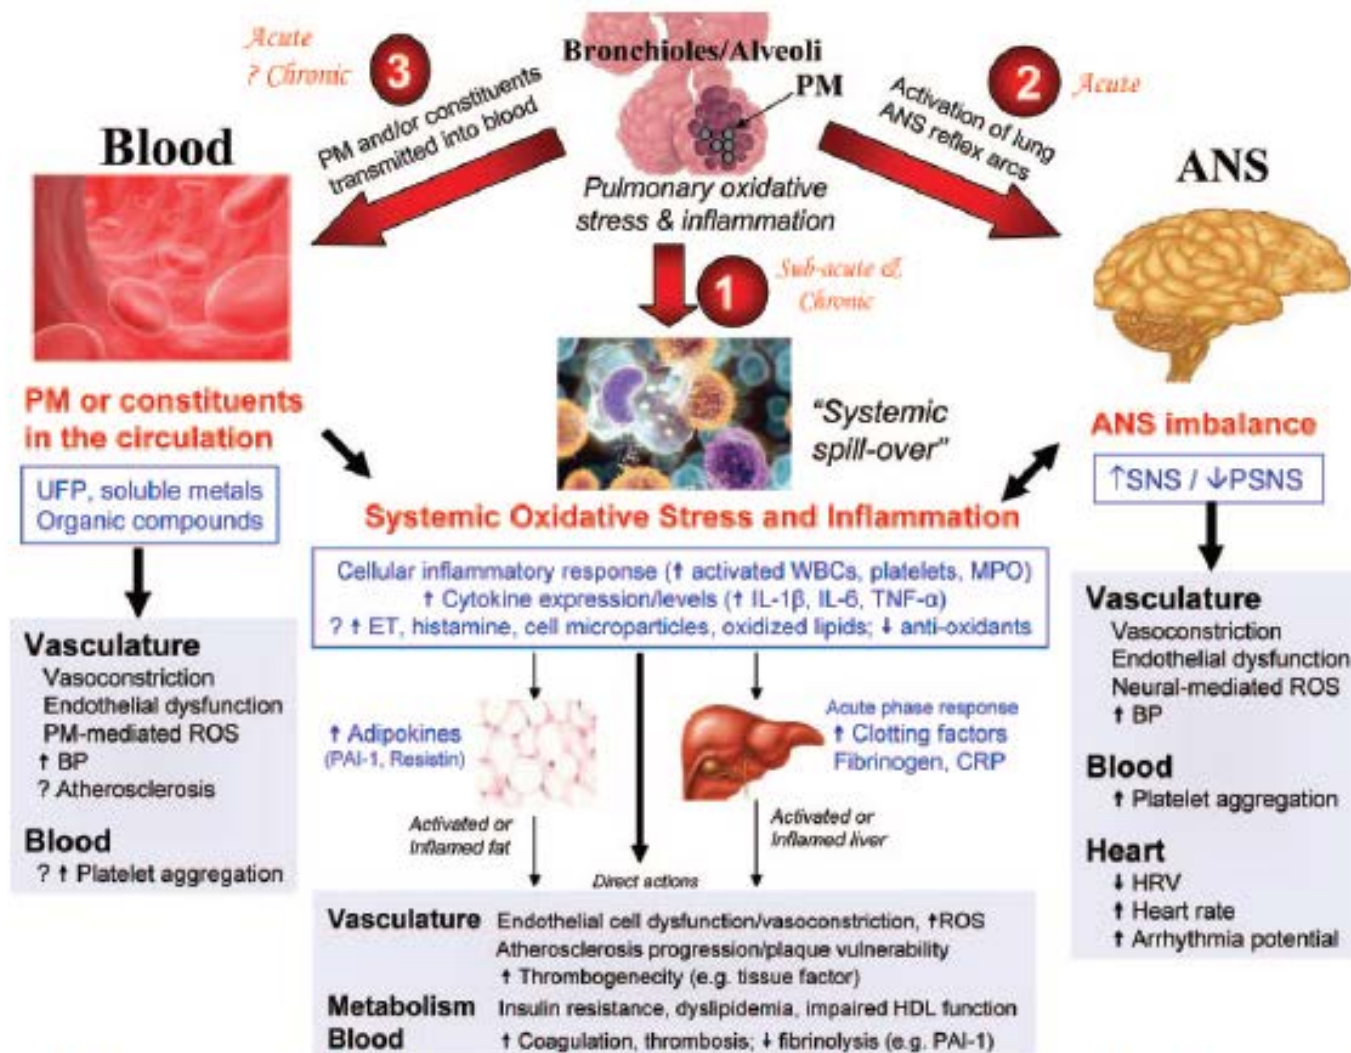 Acute
? Chronic
3
PM and/or constituents
transmitted into blood
Bronchioles/Alveoli
PM
Pulmonary oxidative
stress & inflammation
2
Acute
Activation of lung
ANS reflex arcs
Blood
ANS
1
Sub-acute &
Chronic
"Systemic
spill-over"
PM or constituents
in the circulation
UFP, soluble metals
Organic compounds
Vasculature
Vasoconstriction
Endothelial dysfunction
PM-mediated ROS
↑ BP
? Atherosclerosis
Blood
? ↑ Platelet aggregation
Systemic Oxidative Stress and Inflammation
Cellular inflammatory response (↑ activated WBCs, platelets, MPO)
↑ Cytokine expression/levels (↑ IL-1β, IL-6, TNF-α)
? ↑ ET, histamine, cell microparticles, oxidized lipids; ↓ anti-oxidants
↑ Adipokines
(PAI-1, Resistin)
Activated or
Inflamed fat
Acute phase response
↑ Clotting factors
Fibrinogen, CRP
Activated or
Inflamed liver
Direct actions
Vasculature Endothelial cell dysfunction/vasoconstriction, ↑ROS
Atherosclerosis progression/plaque vulnerability
↑ Thrombogenecity (e.g. tissue factor)
Metabolism Insulin resistance, dyslipidemia, impaired HDL function
Blood ↑ Coagulation, thrombosis; ↓ fibrinolysis (e.g. PAI-1)
ANS imbalance
↑SNS / ↓PSNS
Vasculature
Vasoconstriction
Endothelial dysfunction
Neural-mediated ROS
↑ BP
Blood
↑ Platelet aggregation
Heart
↓ HRV
↑ Heart rate
↑ Arrhythmia potential